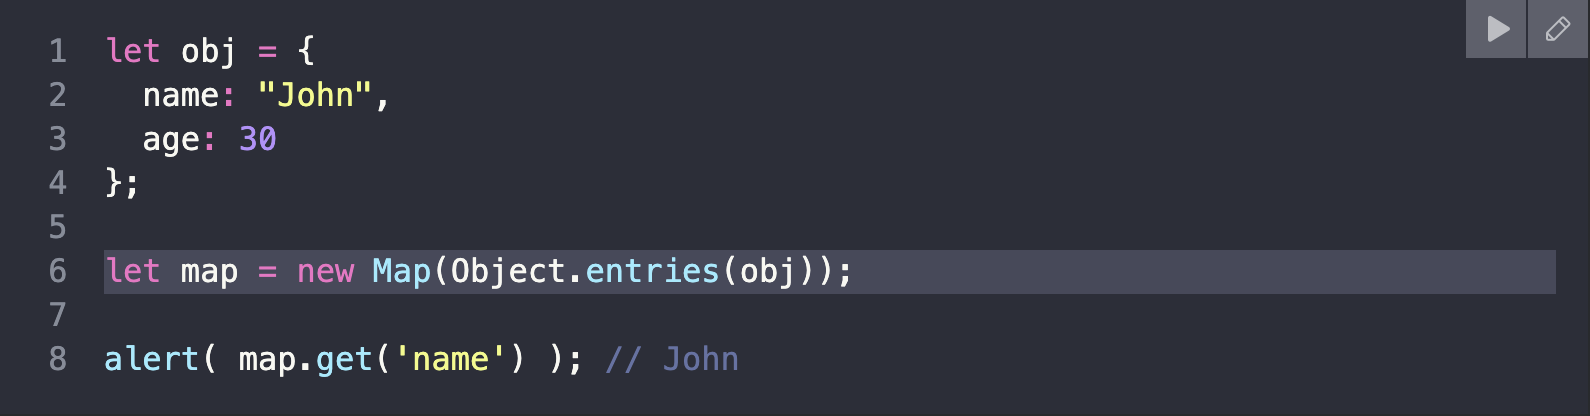 1 let obj = {
2   name: "John",
3   age: 30
4 };
5
6 let map = new Map(Object.entries(obj));
7
8 alert( map.get('name') ); // John